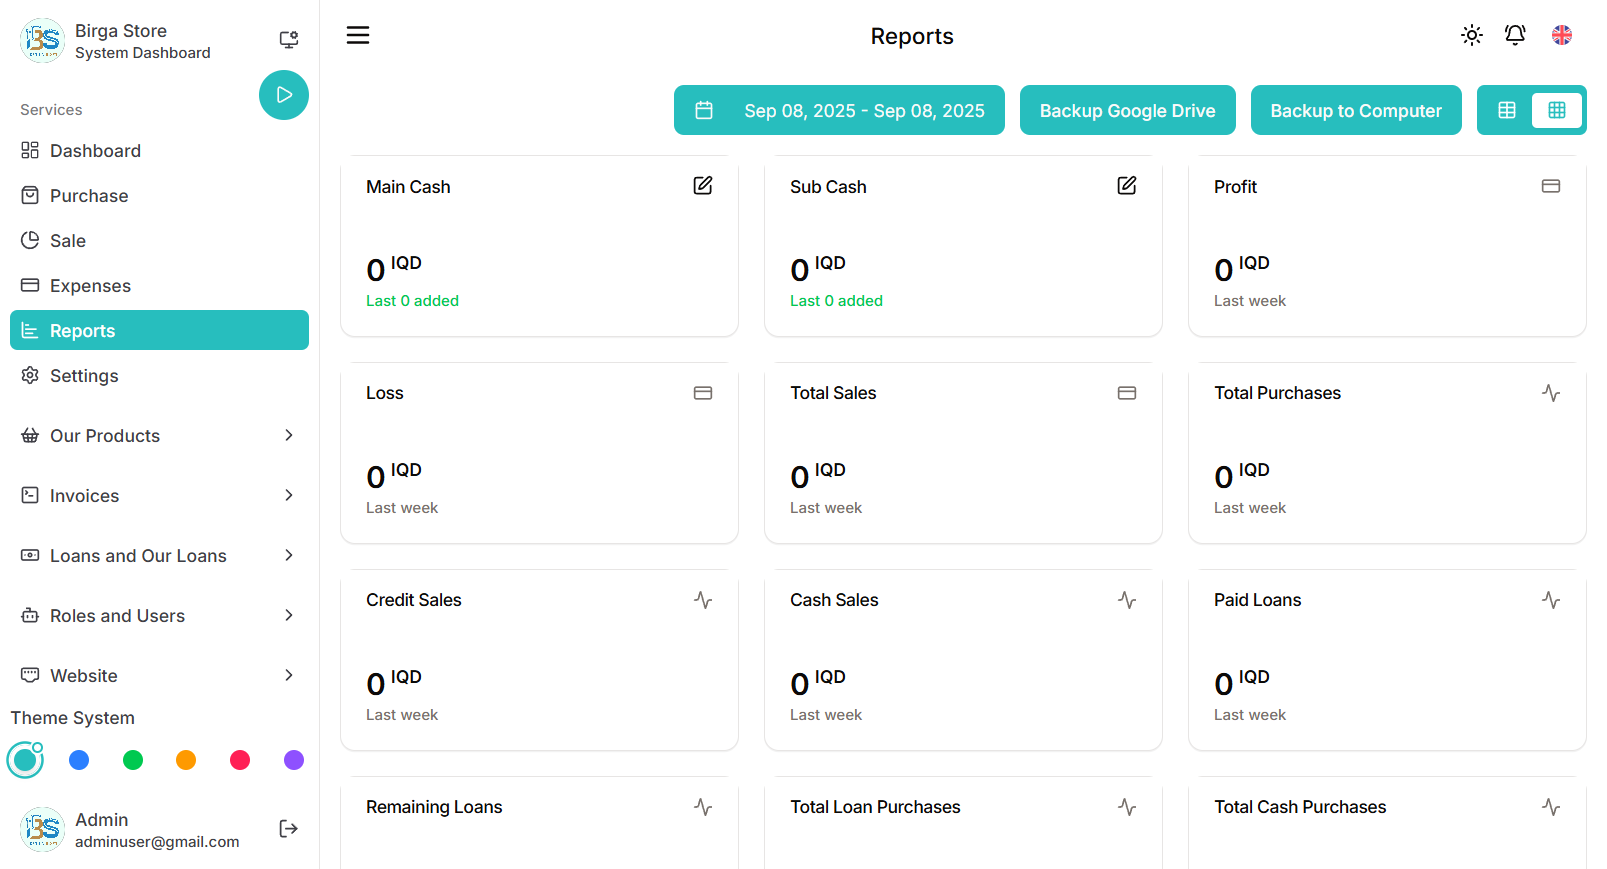 Birga Store
System Dashboard
Services
Dashboard
Purchase
Sale
Expenses
Reports
Settings
Our Products
Invoices
Loans and Our Loans
Roles and Users
Website
Theme System
Admin
adminuser@gmail.com
Reports
Sep 08, 2025 - Sep 08, 2025
Backup Google Drive
Backup to Computer
Main Cash
0 IQD
Last 0 added
Sub Cash
0 IQD
Last 0 added
Profit
0 IQD
Last week
Loss
0 IQD
Last week
Total Sales
0 IQD
Last week
Total Purchases
0 IQD
Last week
Credit Sales
0 IQD
Last week
Cash Sales
0 IQD
Last week
Paid Loans
0 IQD
Last week
Remaining Loans
Total Loan Purchases
Total Cash Purchases